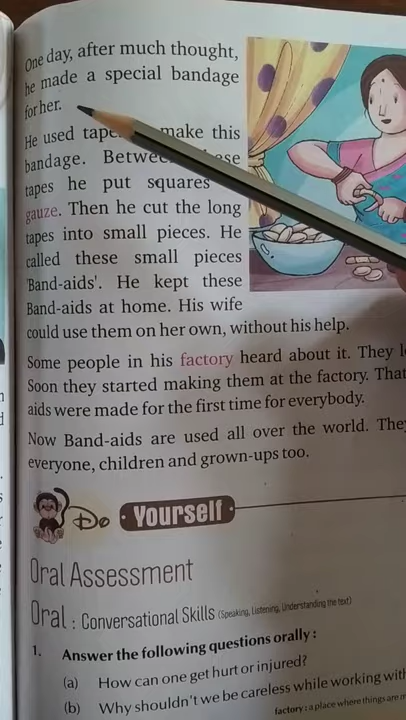 One day, after much thought,
he made a special bandage
for her.
He used make this
bandage.
tapes he put squares
gauze. Then he cut the long
tapes into small pieces. He
called these small pieces
'Band-aids'. He kept these
Band-aids at home. His wife
could use them on her own, without his help.
Some people in his factory heard about it. They
Soon they started making them at the factory. That
aids were made for the first time for everybody.
Now Band-aids are used all over the world.
everyone, children and grown-ups too.
Do Yourself
Oral Assessment
Oral : Conversational Skills (Speaking, Listening, Understanding the text)
1. Answer the following questions orally :
(a) How can one get hurt or injured?
(b) Why shouldn't we be careless while working
factory : a place where things are